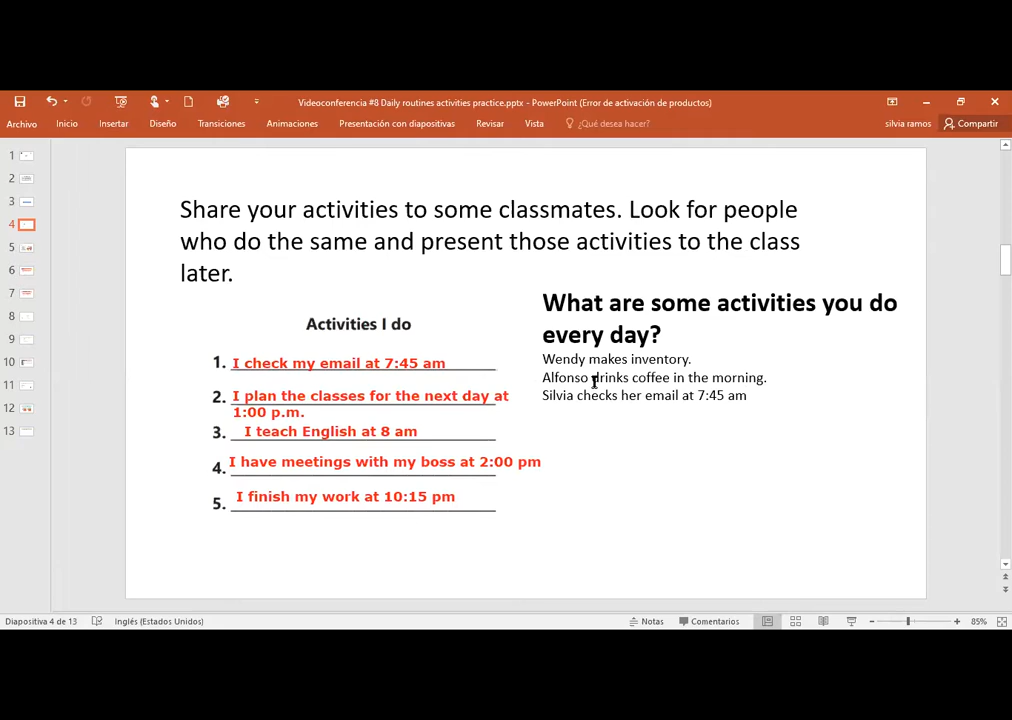 Videoconferencia #8 Daily routines activities practice.pptx - PowerPoint (Error de activación de productos)
Archivo Inicio Insertar Diseño Transiciones Animaciones Presentación con diapositivas Revisar Vista ¿Qué desea hacer? silvia ramos Compartir
1
2
3
4
5
6
7
8
9
10
11
12
13
Share your activities to some classmates. Look for people
who do the same and present those activities to the class
later.
Activities I do
1. I check my email at 7:45 am
2. I plan the classes for the next day at
1:00 p.m.
3. I teach English at 8 am
4. I have meetings with my boss at 2:00 pm
5. I finish my work at 10:15 pm
What are some activities you do
every day?
Wendy makes inventory.
Alfonso drinks coffee in the morning.
Silvia checks her email at 7:45 am
Diapositiva 4 de 13 Inglés (Estados Unidos) Notas Comentarios 85%